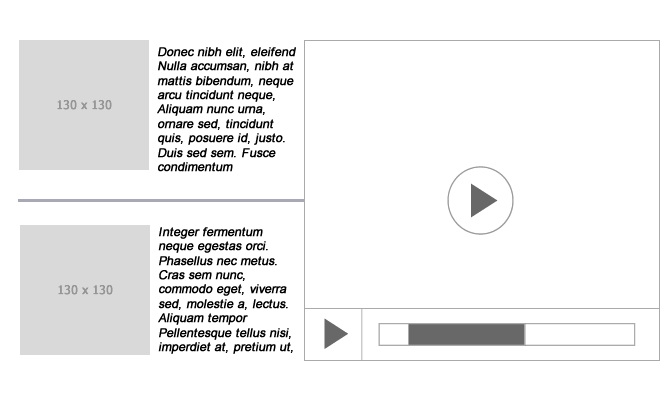 130 x 130
Donec nibh elit, eleifend
Nulla accumsan, nibh at
mattis bibendum, neque
arcu tincidunt neque,
Aliquam nunc urna,
ornare sed, tincidunt
quis, posuere id, justo.
Duis sed sem. Fusce
condimentum
130 x 130
Integer fermentum
neque egestas orci.
Phasellus nec metus.
Cras sem nunc,
commodo eget, viverra
sed, molestie a, lectus.
Aliquam tempor
Pellentesque tellus nisi,
imperdiet at, pretium ut,